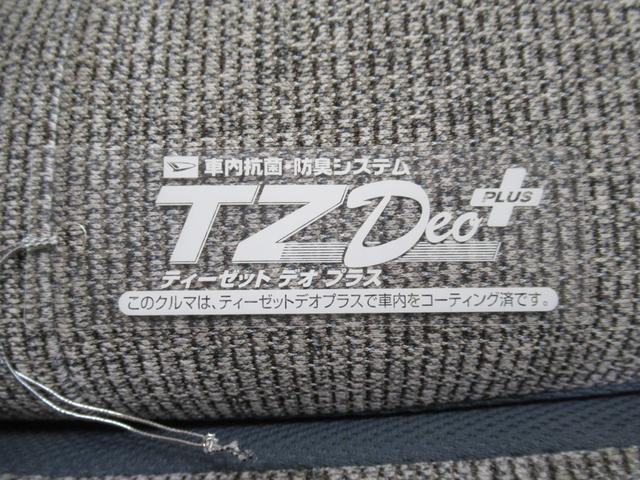 車内抗菌・防臭システム
TZDeo PLUS
ティーゼット デオ プラス
このクルマは、ティーゼットデオプラスで車内をコーティング済です。